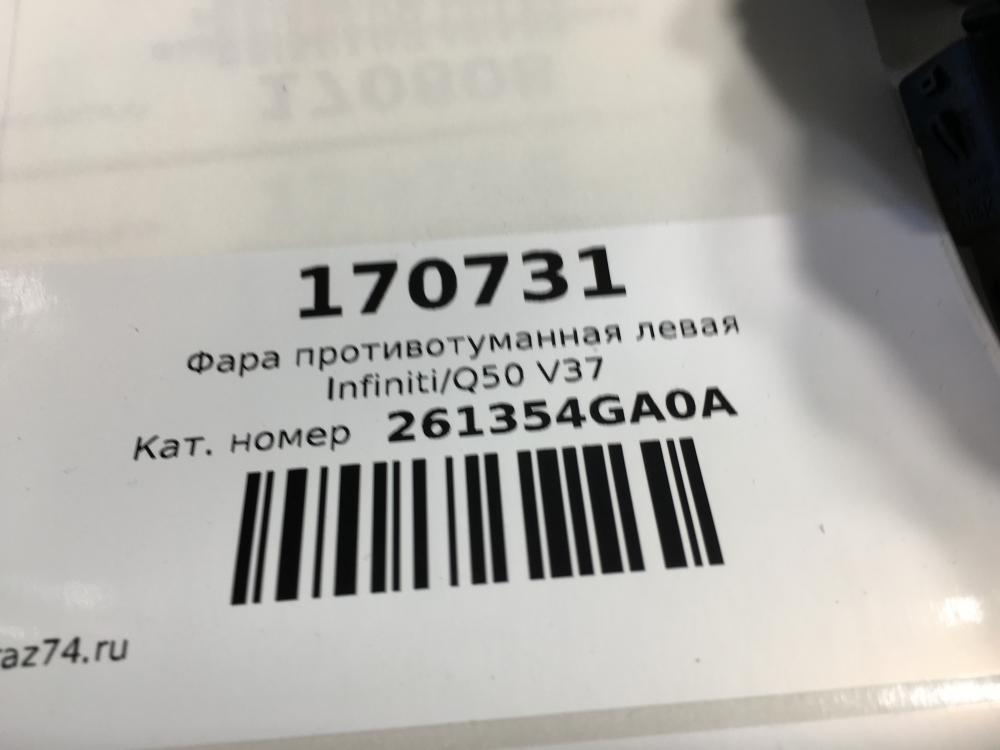 170731
Фара противотуманная левая
Infiniti/Q50 V37
Кат. номер 261354GA0A
az74.ru